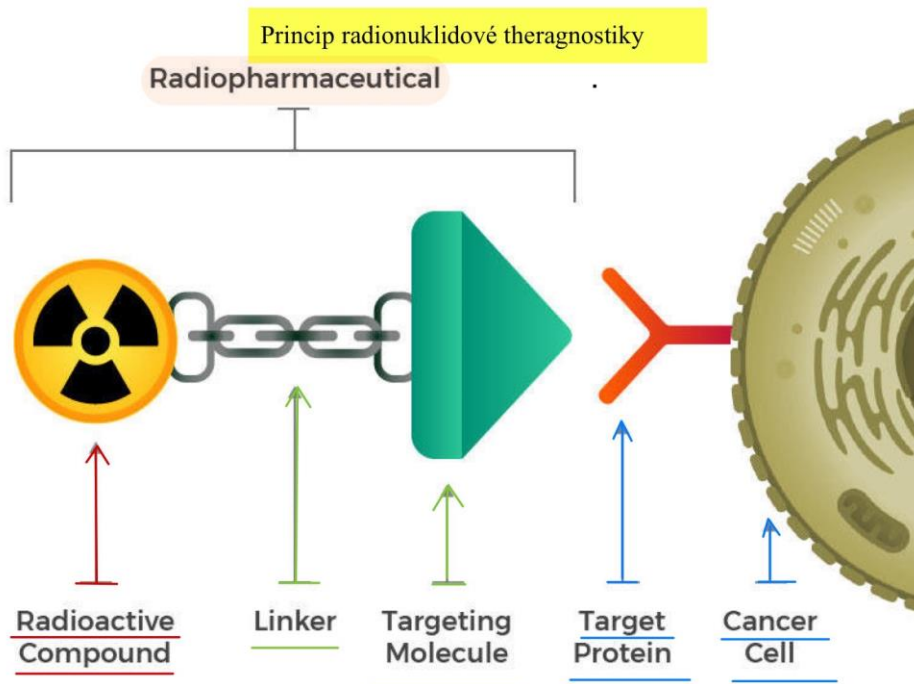 Princip radionuklidové theragnostiky
Radiopharmaceutical
.
Radioactive
Compound
Linker
Targeting
Molecule
Target
Protein
Cancer
Cell